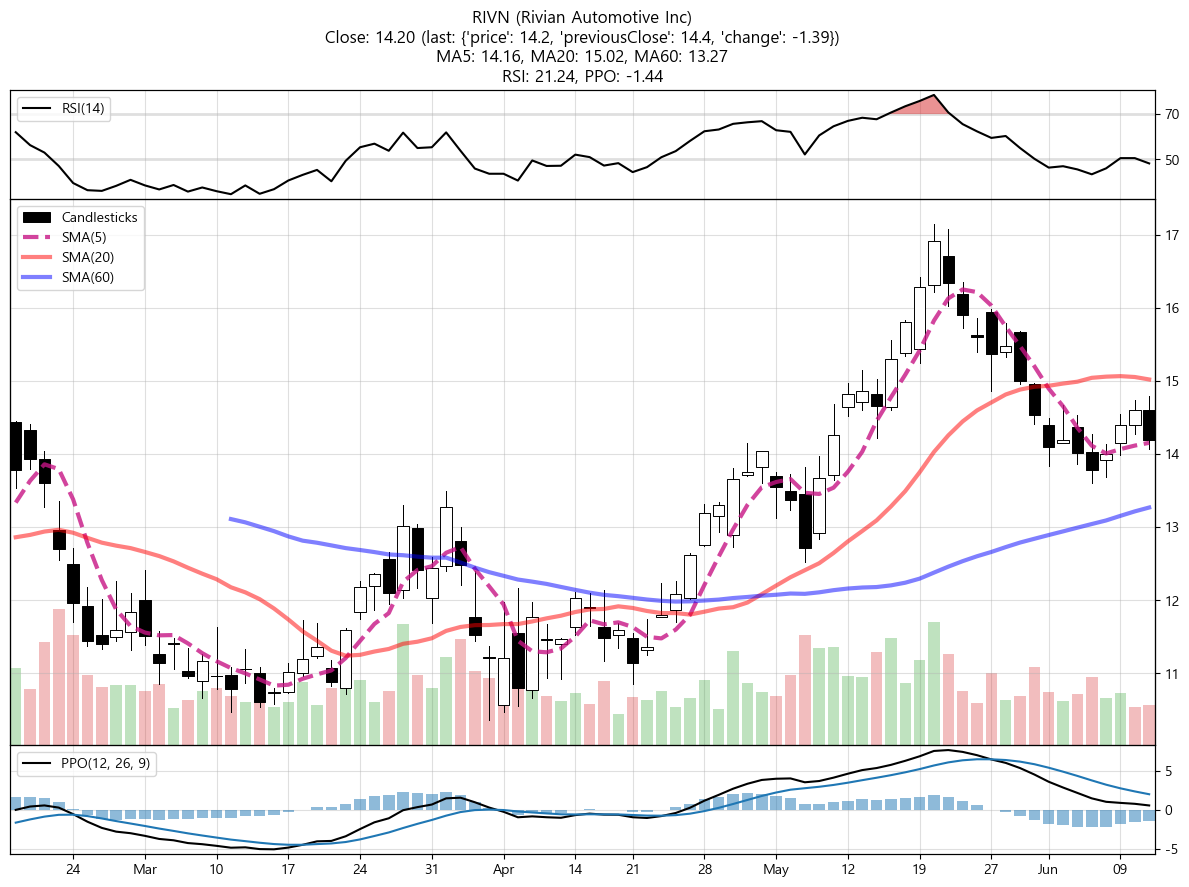 RIVN (Rivian Automotive Inc)
Close: 14.20 (last: {'price': 14.2, 'previousClose': 14.4, 'change': -1.39})
MA5: 14.16, MA20: 15.02, MA60: 13.27
RSI: 21.24, PPO: -1.44
RSI(14)
70
50
Candlesticks
SMA(5)
SMA(20)
SMA(60)
17
16
15
14
13
12
11
PPO(12, 26, 9)
5
0
-5
24 Mar 10 17 24 31 Apr 14 21 28 May 12 19 27 Jun 09